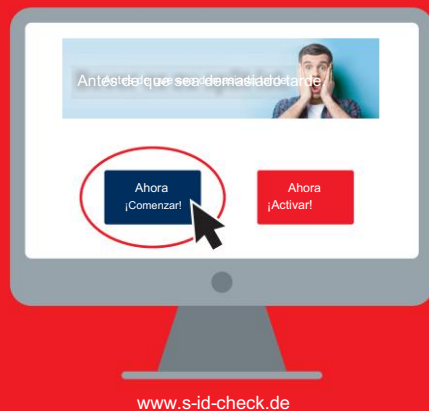 Antes de que sea demasiado tarde
Ahora
¡Comenzar!
Ahora
¡Activar!
www.s-id-check.de